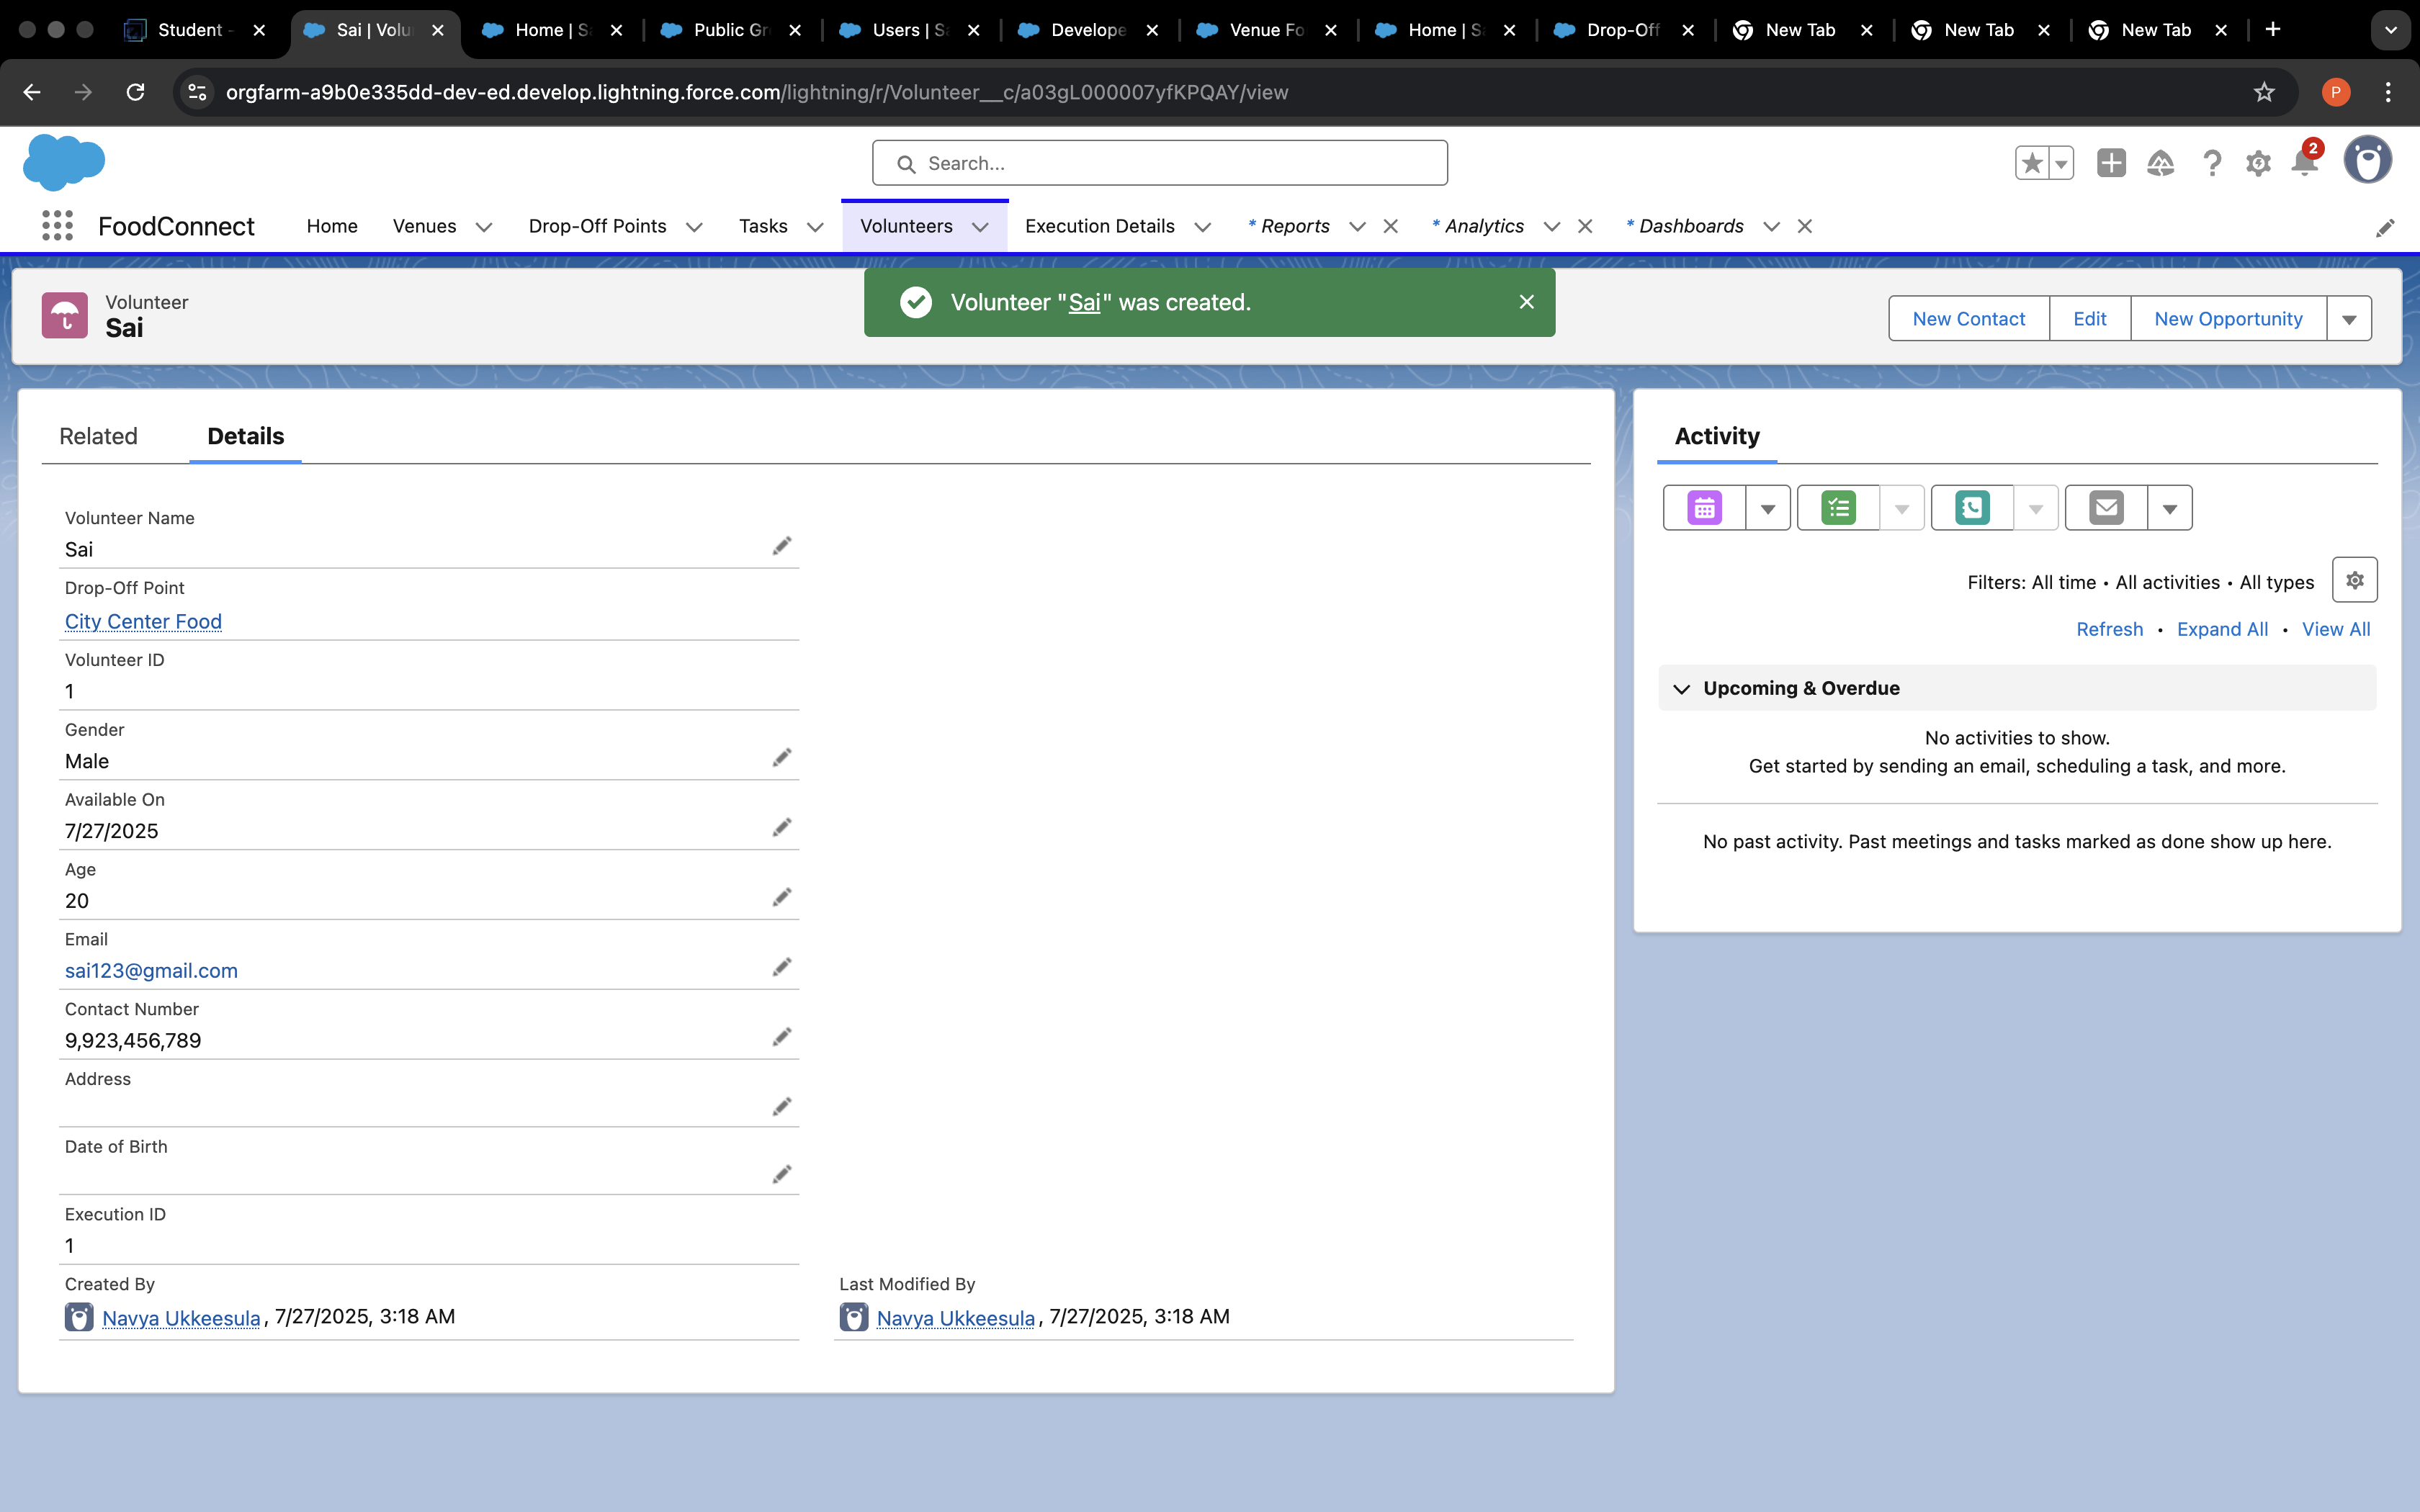 Student -
Sai | Volu
Home | S
Public Gr
Users | S
Develope
Venue Fo
Home | S
Drop-Off
New Tab
New Tab
New Tab
orgfarm-a9b0e335dd-dev-ed.develop.lightning.force.com/lightning/r/Volunteer__c/a03gL000007yfKPQAY/view
P
Search...
2
FoodConnect
Home
Venues
Drop-Off Points
Tasks
Volunteers
Execution Details
* Reports
* Analytics
* Dashboards
Volunteer
Sai
Volunteer "Sai" was created.
New Contact
Edit
New Opportunity
Related
Details
Volunteer Name
Sai
Drop-Off Point
City Center Food
Volunteer ID
1
Gender
Male
Available On
7/27/2025
Age
20
Email
sai123@gmail.com
Contact Number
9,923,456,789
Address
Date of Birth
Execution ID
1
Created By
Navya Ukkeesula, 7/27/2025, 3:18 AM
Last Modified By
Navya Ukkeesula, 7/27/2025, 3:18 AM
Activity
Filters: All time • All activities • All types
Refresh • Expand All • View All
Upcoming & Overdue
No activities to show.
Get started by sending an email, scheduling a task, and more.
No past activity. Past meetings and tasks marked as done show up here.